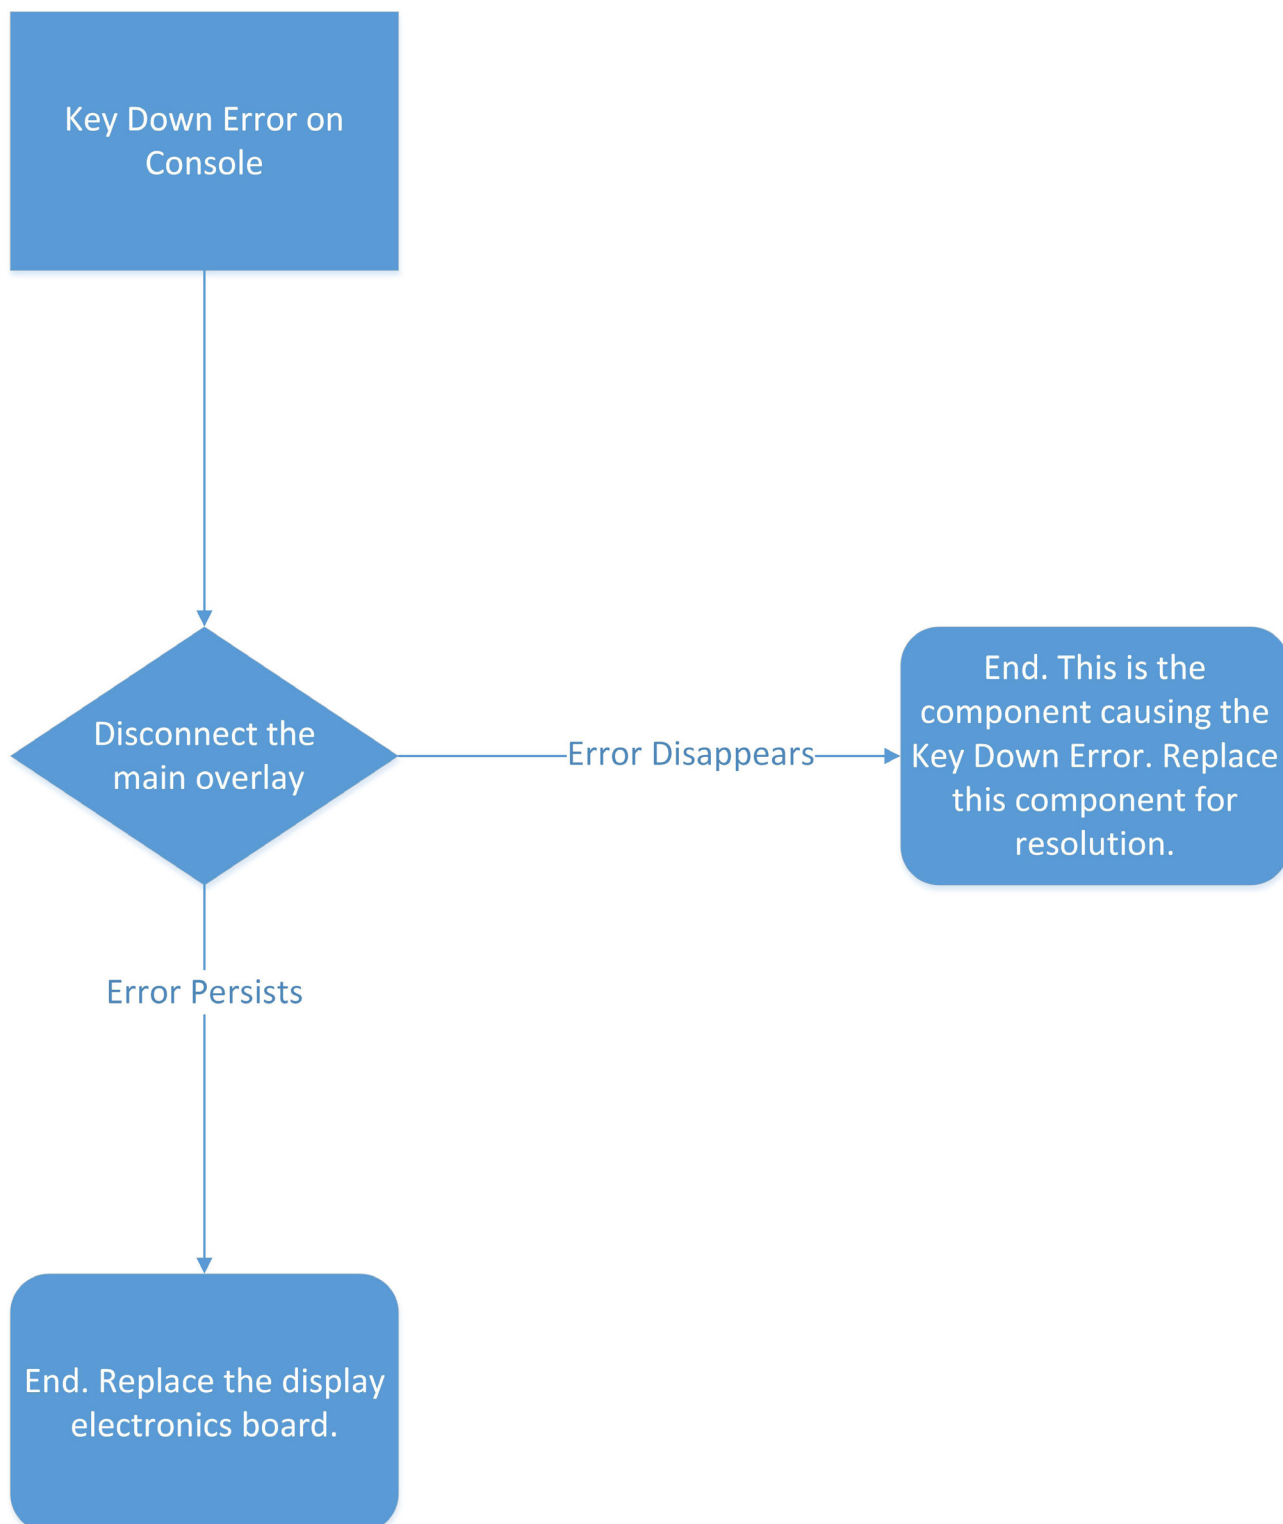 Key Down Error on
Console
Disconnect the
main overlay
Error Disappears
End. This is the
component causing the
Key Down Error. Replace
this component for
resolution.
Error Persists
End. Replace the display
electronics board.